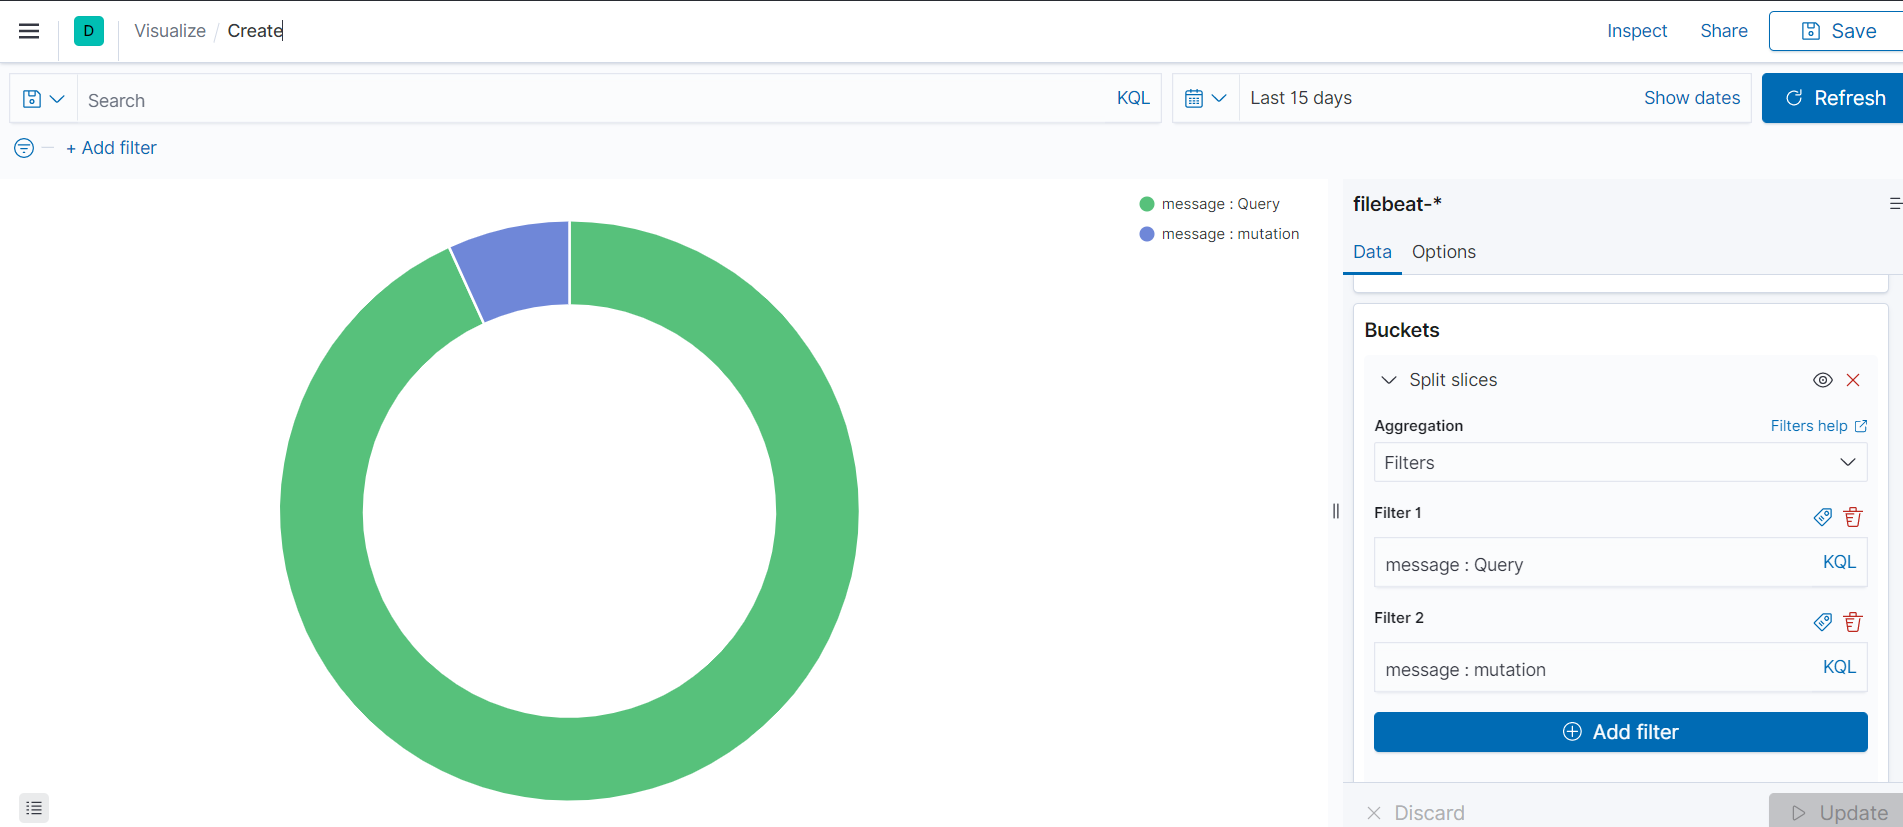 D Visualize / Create Inspect Share Save
Search KQL Last 15 days Show dates Refresh
+ Add filter
message : Query
message : mutation
filebeat-*
Data Options
Buckets
Split slices
Aggregation Filters help
Filters
Filter 1
message : Query KQL
Filter 2
message : mutation KQL
Add filter
Discard Update